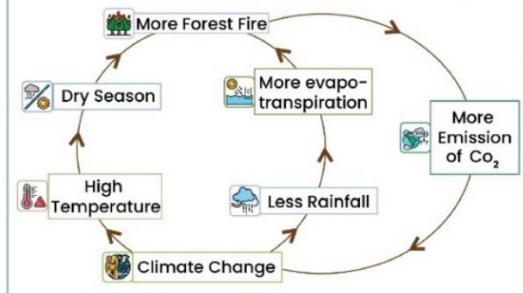 More Forest Fire
Dry Season
More evapo-
transpiration
More
Emission
of Co₂
High
Temperature
Less Rainfall
Climate Change